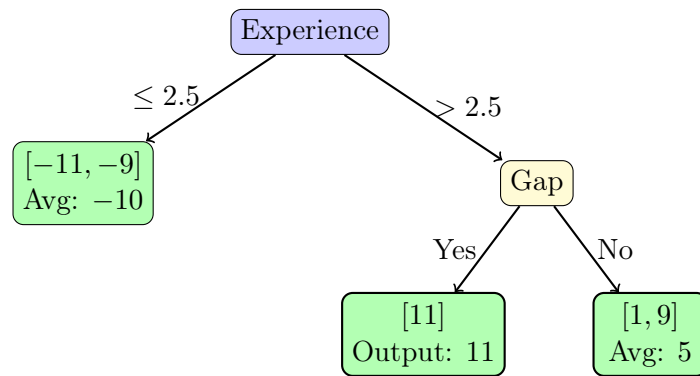 Experience
≤ 2.5
> 2.5
[−11, −9]
Avg: −10
Gap
Yes
No
[11]
Output: 11
[1, 9]
Avg: 5